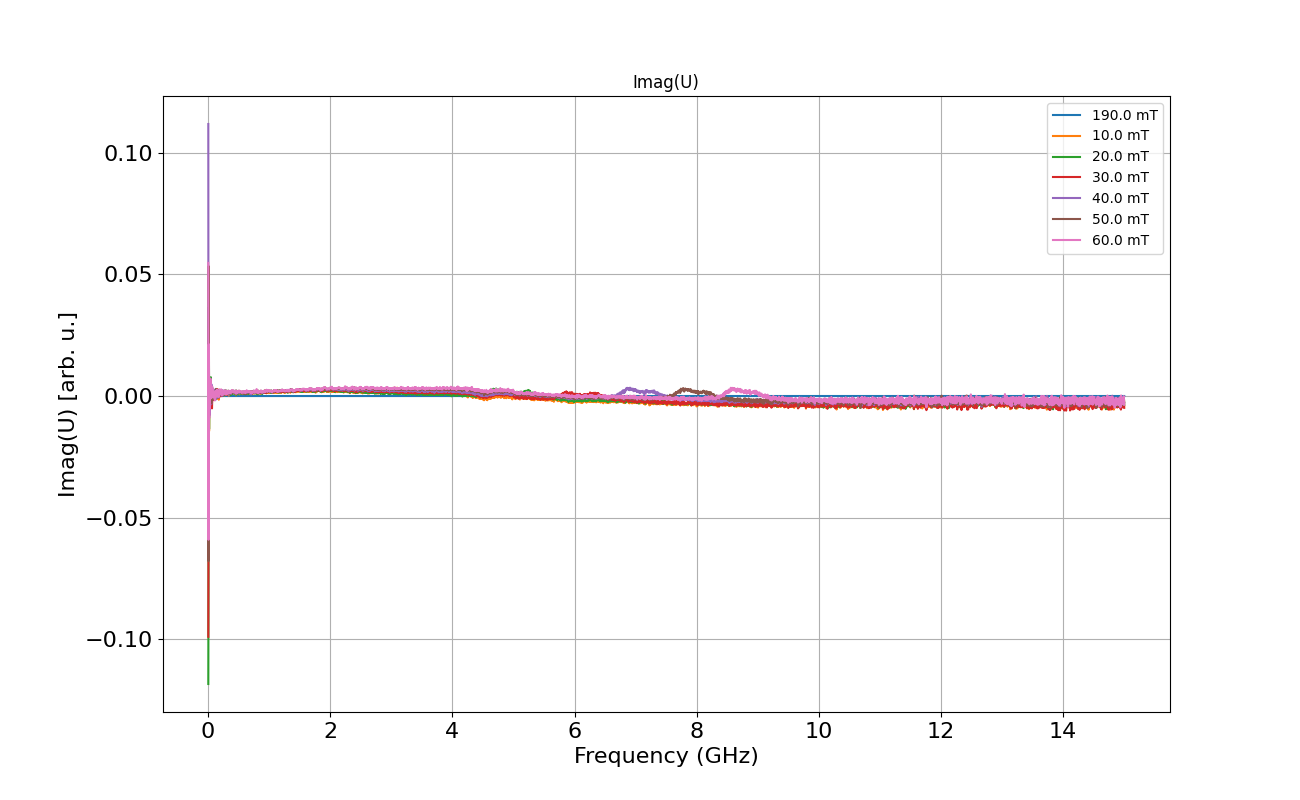 Imag(U)
190.0 mT
10.0 mT
20.0 mT
30.0 mT
40.0 mT
50.0 mT
60.0 mT
Imag(U) [arb. u.]
0.10
0.05
0.00
−0.05
−0.10
0 2 4 6 8 10 12 14
Frequency (GHz)